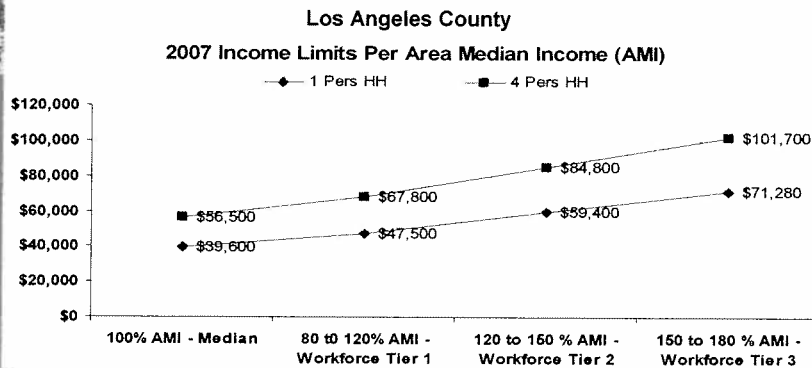 Los Angeles County
2007 Income Limits Per Area Median Income (AMI)
1 Pers HH 4 Pers HH
$120,000
$100,000
$80,000
$60,000
$40,000
$20,000
$0
$56,500
$67,800
$84,800
$101,700
$39,600
$47,500
$59,400
$71,280
100% AMI - Median
80 t0 120% AMI -
Workforce Tier 1
120 to 150 % AMI -
Workforce Tier 2
150 to 180 % AMI -
Workforce Tier 3